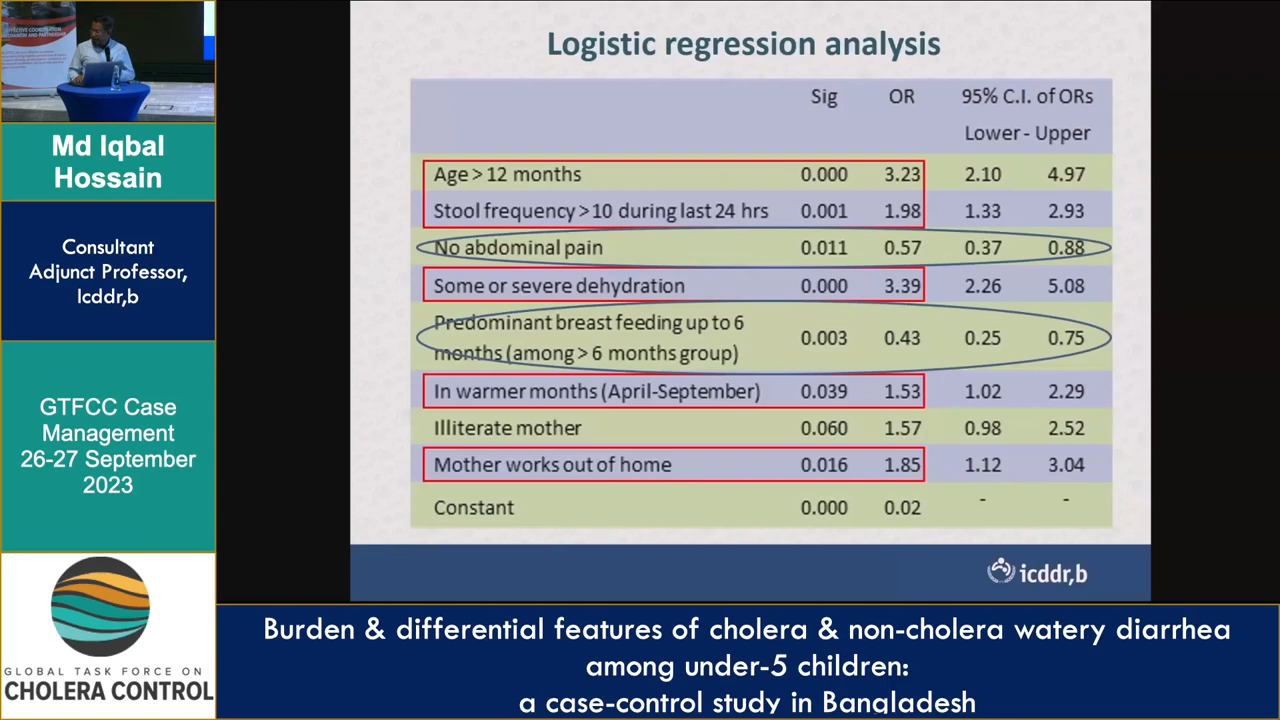 EFFECTIVE COORDINATION
MECHANISM AND PARTNERSHIP
Md Iqbal
Hossain
Consultant
Adjunct Professor,
Icddr,b
GTFCC Case
Management
26-27 September
2023
GLOBAL TASK FORCE ON
CHOLERA CONTROL
Logistic regression analysis
Sig OR 95% C.I. of ORs
Lower - Upper
Age > 12 months 0.000 3.23 2.10 4.97
Stool frequency >10 during last 24 hrs 0.001 1.98 1.33 2.93
No abdominal pain 0.011 0.57 0.37 0.88
Some or severe dehydration 0.000 3.39 2.26 5.08
Predominant breast feeding up to 6
months (among > 6 months group) 0.003 0.43 0.25 0.75
In warmer months (April-September) 0.039 1.53 1.02 2.29
Illiterate mother 0.060 1.57 0.98 2.52
Mother works out of home 0.016 1.85 1.12 3.04
Constant 0.000 0.02 - -
icddr,b
Burden & differential features of cholera & non-cholera watery diarrhea
among under-5 children:
a case-control study in Bangladesh